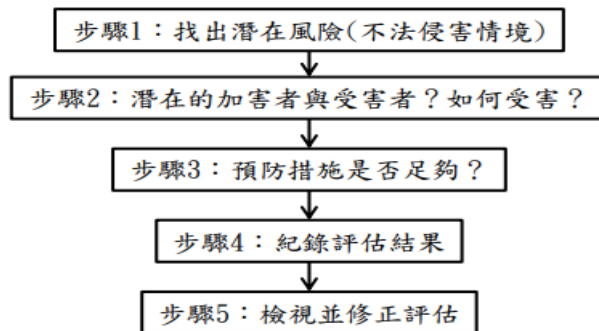 步驟1：找出潛在風險(不法侵害情境)
步驟2：潛在的加害者與受害者？如何受害？
步驟3：預防措施是否足夠？
步驟4：紀錄評估結果
步驟5：檢視並修正評估